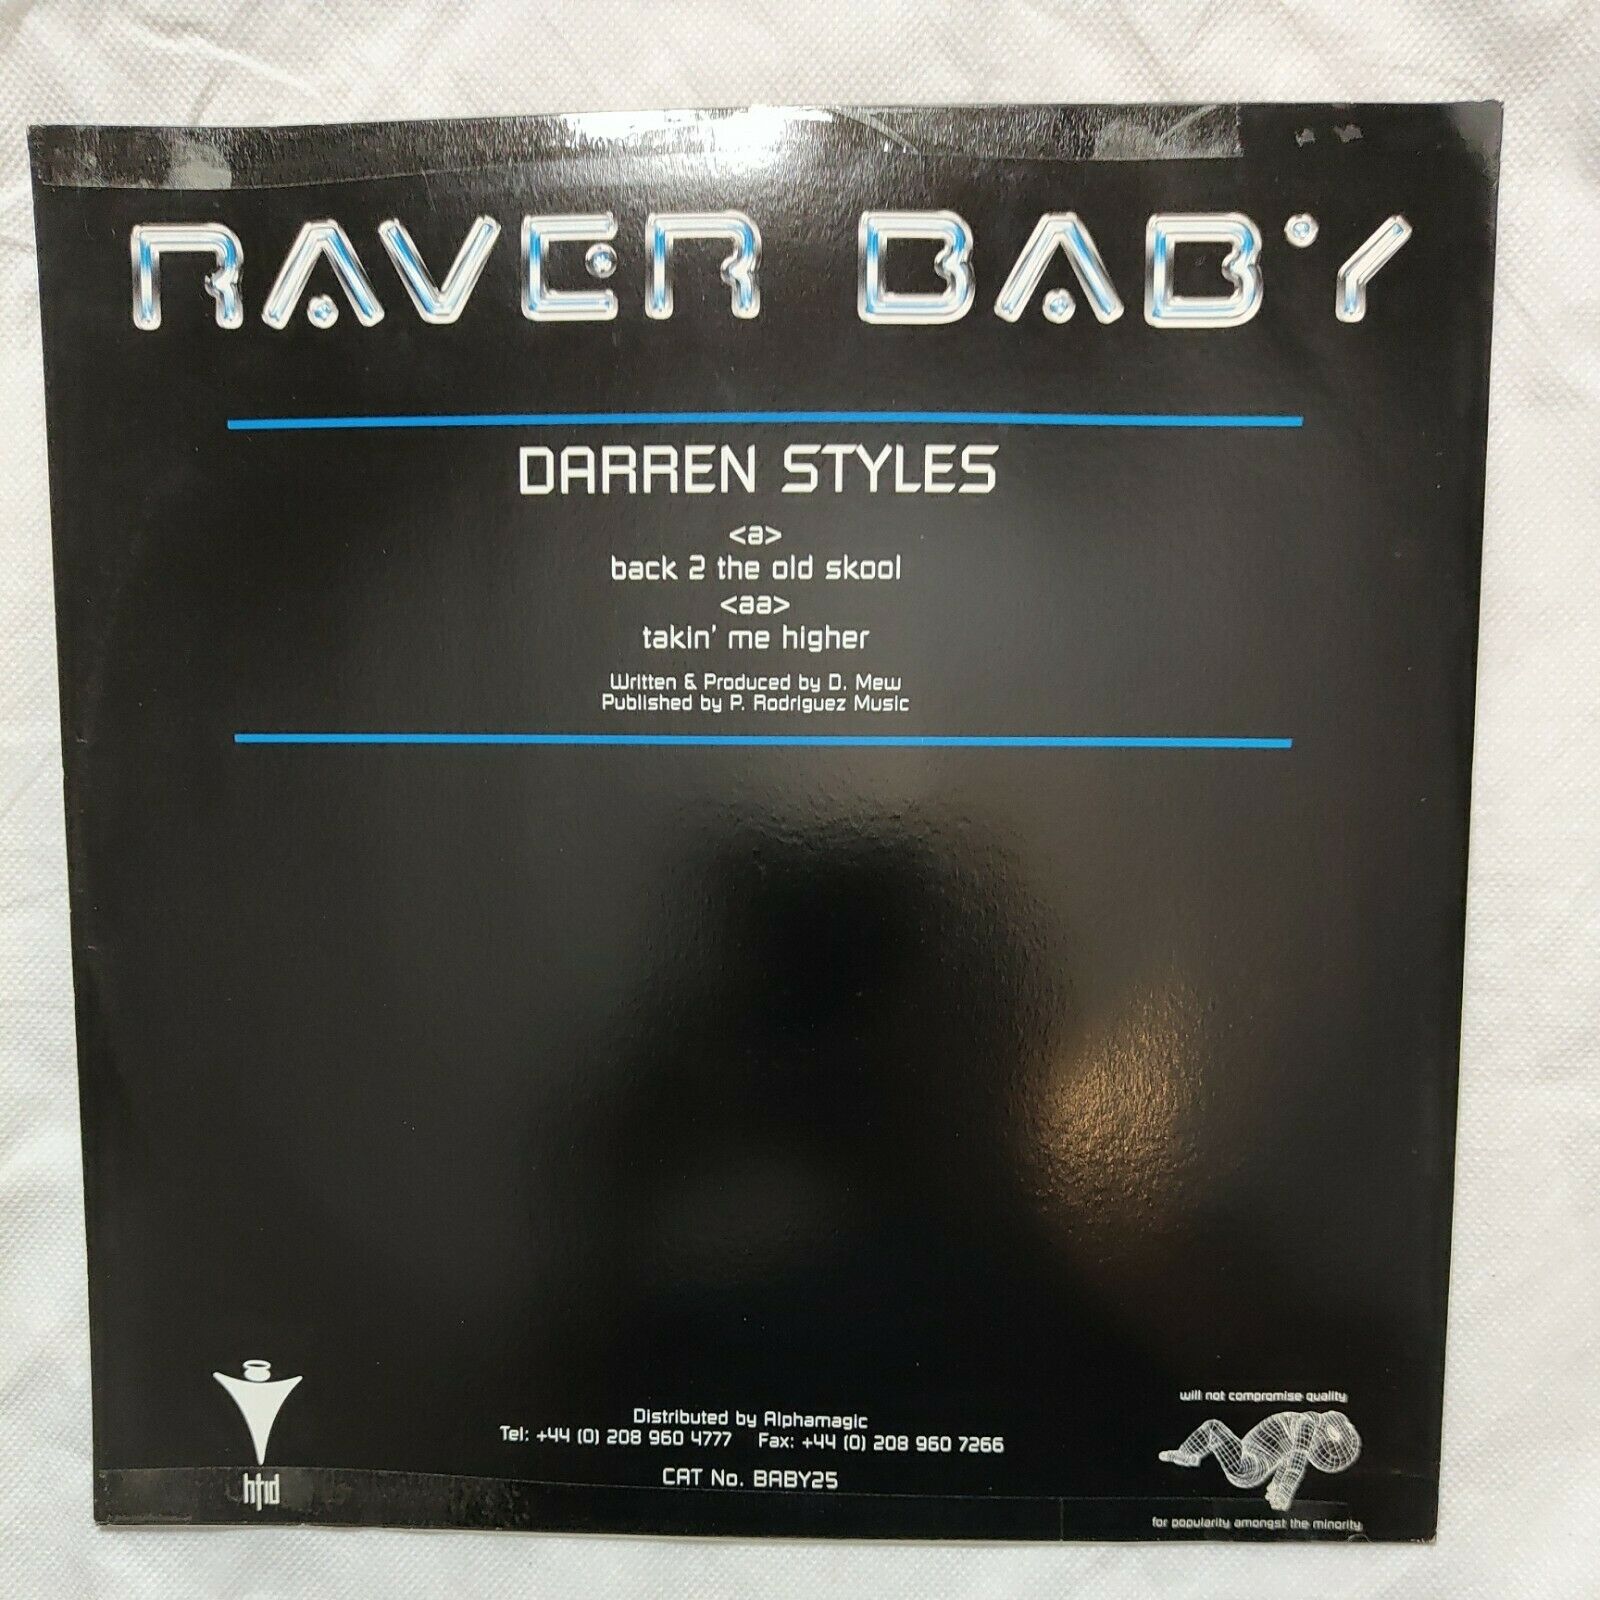 RAVER BABY
DARREN STYLES
<a>
back 2 the old skool
<aa>
takin' me higher
Written & Produced by D. Mew
Published by P. Rodriguez Music
Distributed by Alphamagic
Tel: +44 (0) 208 960 4777 Fax: +44 (0) 208 960 7266
CAT No. BABY25
htid
will not compromise quality
for popularity amongst the minority